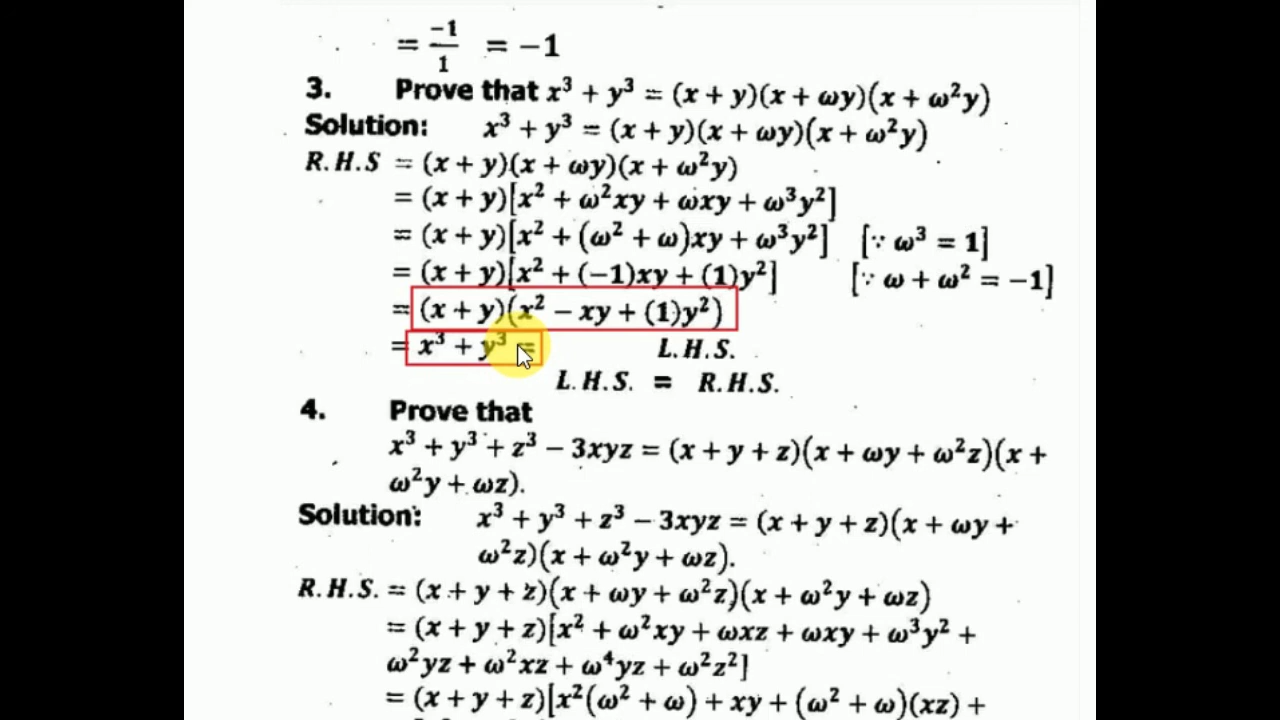 = −1/1 = −1
3. Prove that x³ + y³ = (x + y)(x + ωy)(x + ω²y)
Solution: x³ + y³ = (x + y)(x + ωy)(x + ω²y)
R.H.S = (x + y)(x + ωy)(x + ω²y)
= (x + y)[x² + ω²xy + ωxy + ω³y²]
= (x + y)[x² + (ω² + ω)xy + ω³y²] [∵ ω³ = 1]
= (x + y)[x² + (−1)xy + (1)y²] [∵ ω + ω² = −1]
= (x + y)(x² − xy + (1)y²)
= x³ + y³ = L.H.S.
L.H.S. = R.H.S.
4. Prove that
x³ + y³ + z³ − 3xyz = (x + y + z)(x + ωy + ω²z)(x +
ω²y + ωz).
Solution: x³ + y³ + z³ − 3xyz = (x + y + z)(x + ωy +
ω²z)(x + ω²y + ωz).
R.H.S. = (x + y + z)(x + ωy + ω²z)(x + ω²y + ωz)
= (x + y + z)[x² + ω²xy + ωxz + ωxy + ω³y² +
ω²yz + ω²xz + ω⁴yz + ω²z²]
= (x + y + z)[x²(ω² + ω) + xy + (ω² + ω)(xz) +